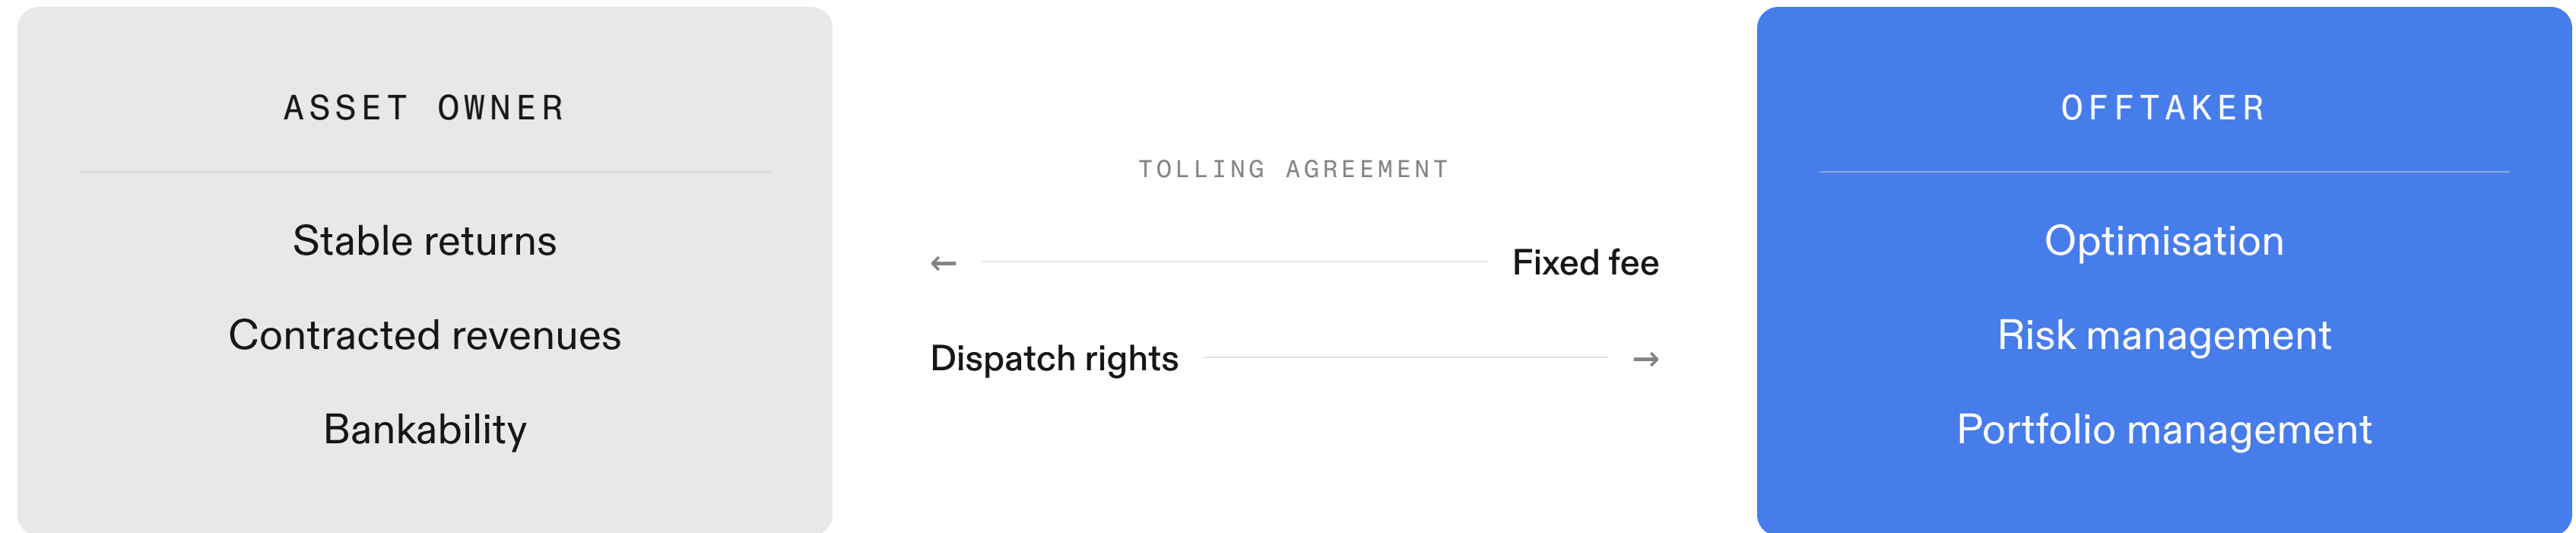 ASSET OWNER
Stable returns
Contracted revenues
Bankability
TOLLING AGREEMENT
← Fixed fee
Dispatch rights →
OFFTAKER
Optimisation
Risk management
Portfolio management